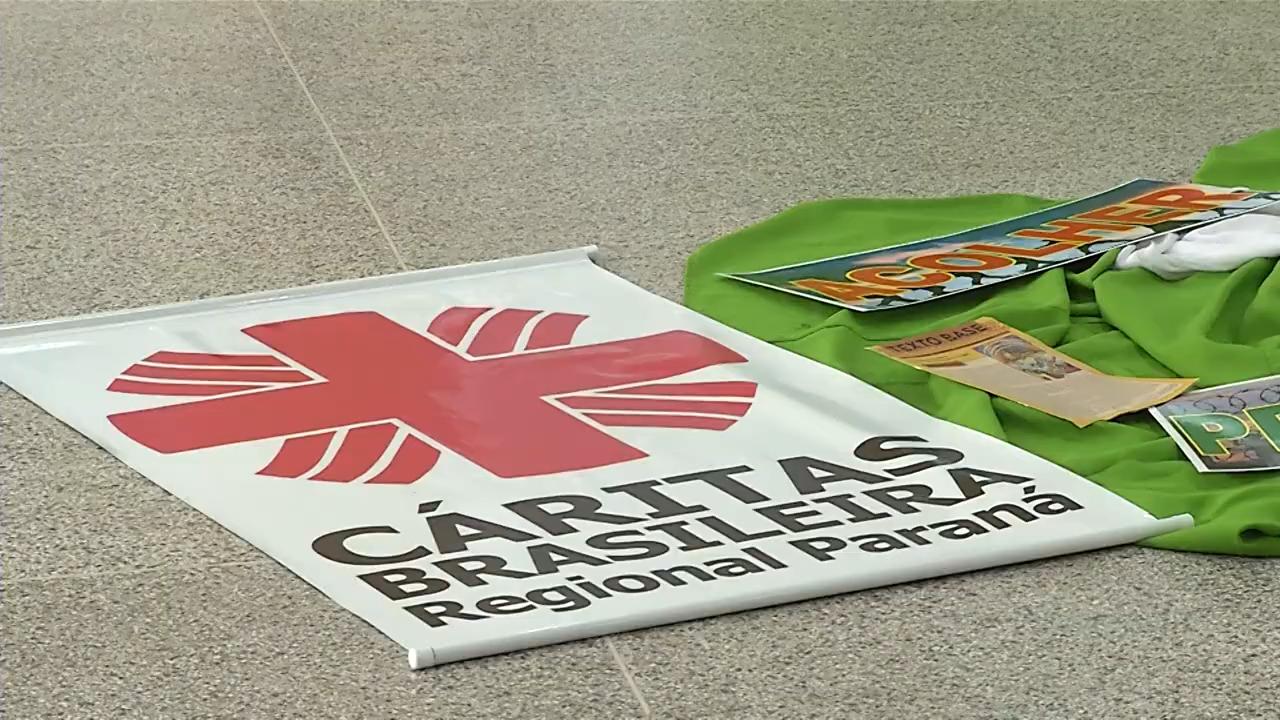 CÁRITAS
BRASILEIRA
Regional Paraná
ACOLHER
TEXTO BASE